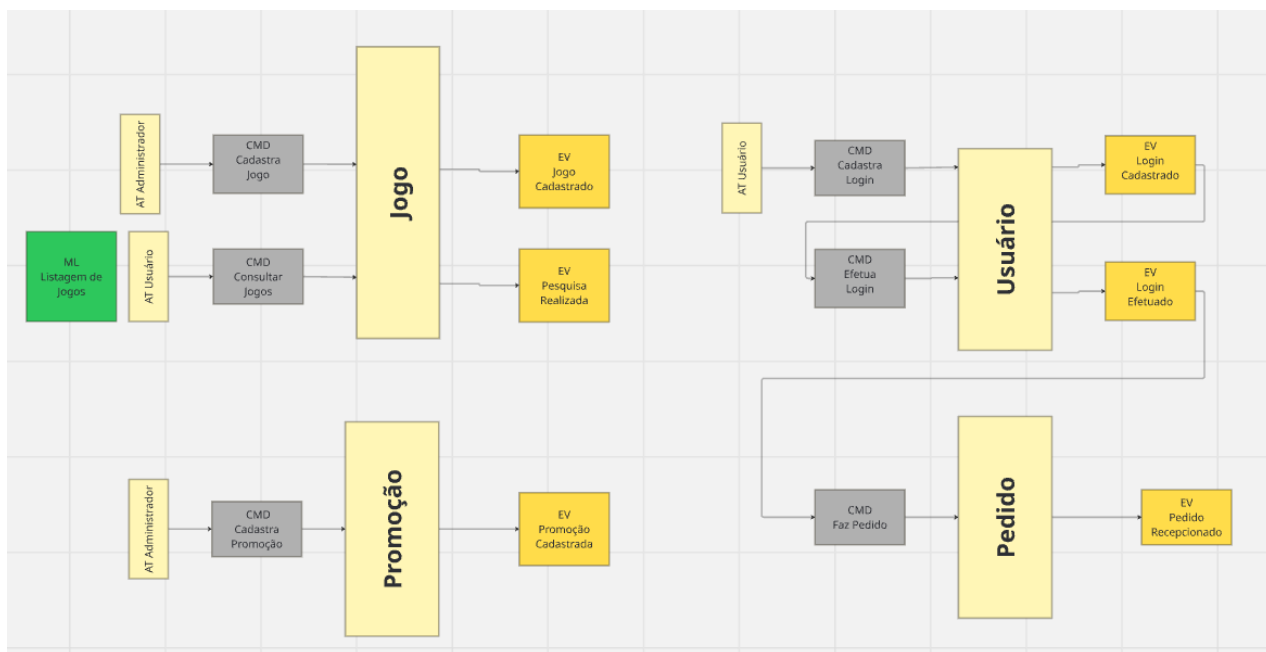 AT Administrador
CMD
Cadastra
Jogo
Jogo
EV
Jogo
Cadastrado
ML
Listagem de
Jogos
AT Usuário
CMD
Consultar
Jogos
EV
Pesquisa
Realizada
AT Administrador
CMD
Cadastra
Promoção
Promoção
EV
Promoção
Cadastrada
AT Usuário
CMD
Cadastra
Login
Usuário
EV
Login
Cadastrado
CMD
Efetua
Login
EV
Login
Efetuado
CMD
Faz Pedido
Pedido
EV
Pedido
Recepcionado